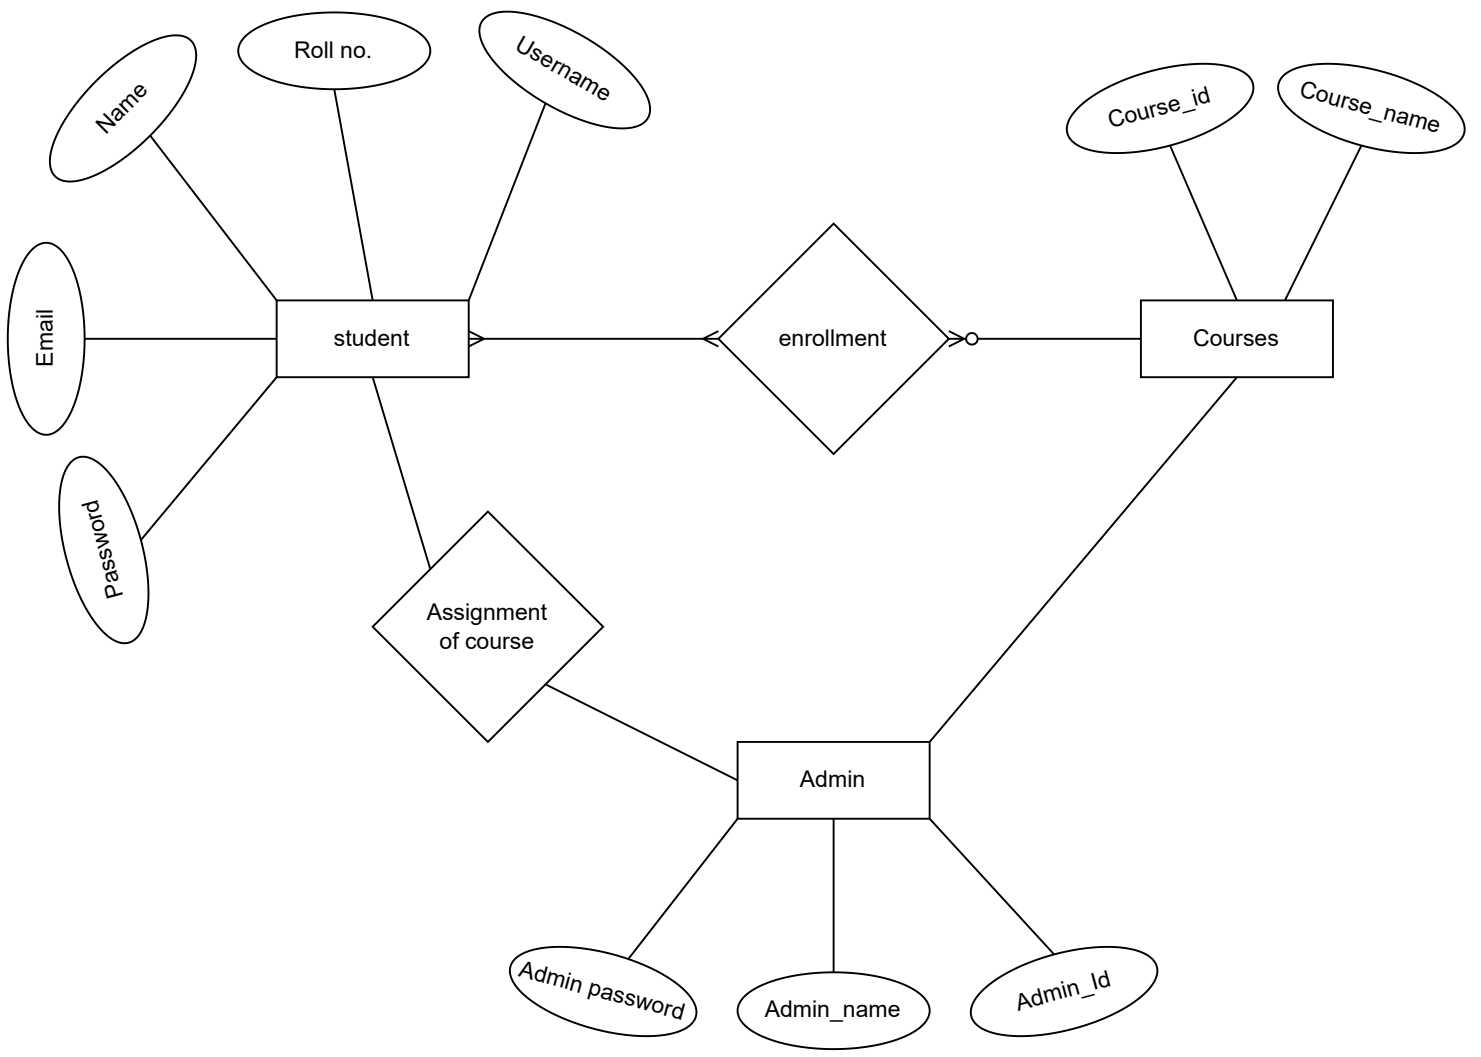 Name
Roll no.
Username
Course_id
Course_name
Email
student
enrollment
Courses
Password
Assignment
of course
Admin
Admin password
Admin_name
Admin_Id